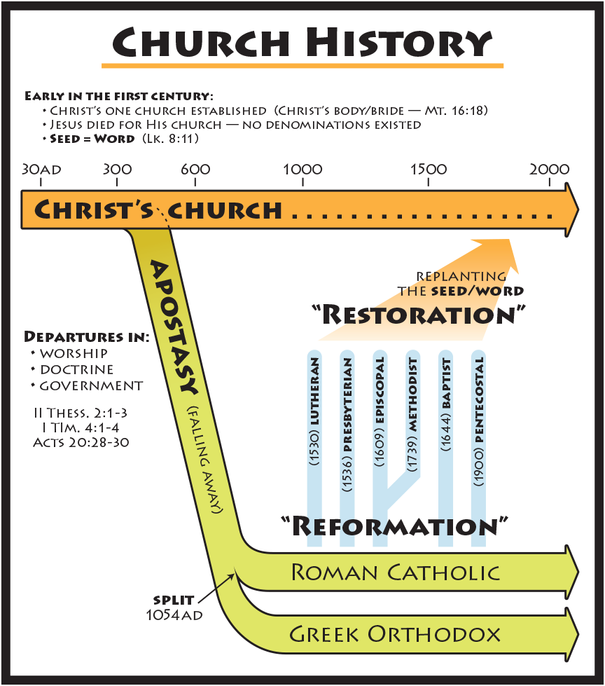 CHURCH HISTORY
EARLY IN THE FIRST CENTURY:
• CHRIST'S ONE CHURCH ESTABLISHED (CHRIST'S BODY/BRIDE — MT. 16:18)
• JESUS DIED FOR HIS CHURCH — NO DENOMINATIONS EXISTED
• SEED = WORD (LK. 8:11)
30AD 300 600 1000 1500 2000
CHRIST'S CHURCH . . . . . . . . . . . . . . . . . .
APOSTASY (FALLING AWAY)
REPLANTING
THE SEED/WORD
"RESTORATION"
DEPARTURES IN:
• WORSHIP
• DOCTRINE
• GOVERNMENT
II THESS. 2:1-3
I TIM. 4:1-4
ACTS 20:28-30
(1530) LUTHERAN
(1536) PRESBYTERIAN
(1609) EPISCOPAL
(1739) METHODIST
(1644) BAPTIST
(1900) PENTECOSTAL
"REFORMATION"
ROMAN CATHOLIC
SPLIT
1054AD
GREEK ORTHODOX